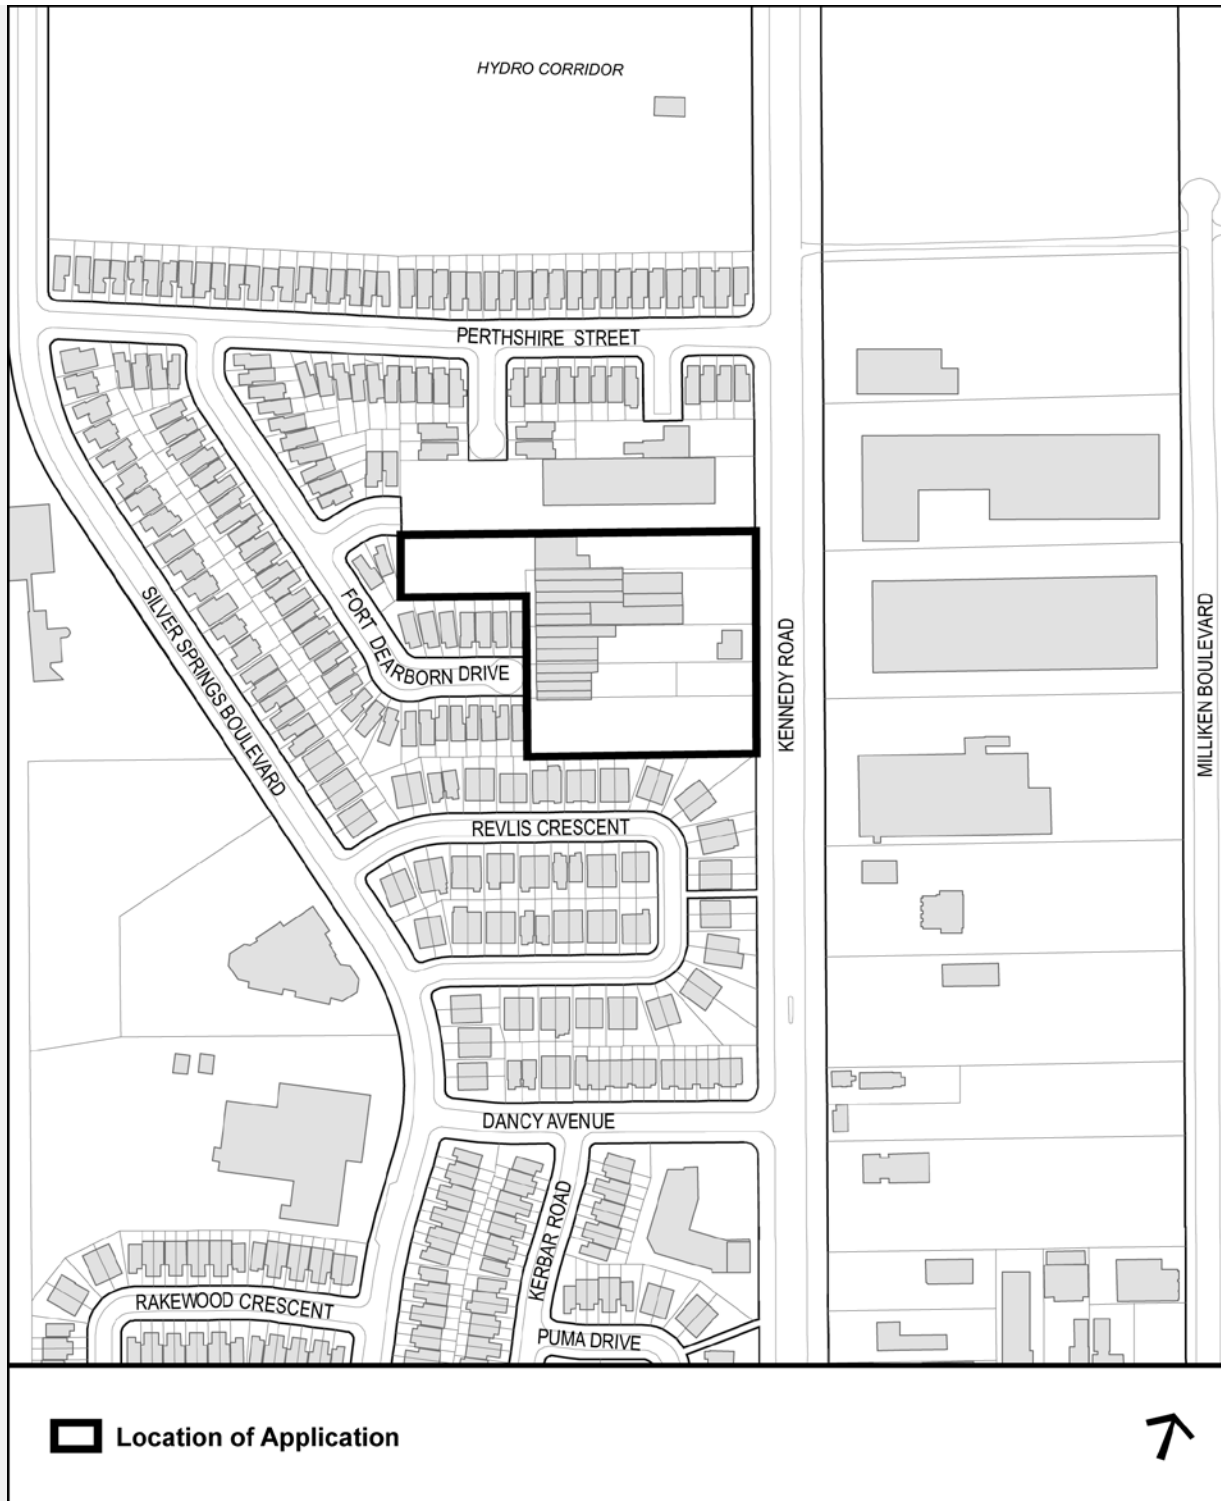 HYDRO CORRIDOR
PERTHSHIRE STREET
SILVER SPRINGS BOULEVARD
FORT DEARBORN DRIVE
KENNEDY ROAD
MILLIKEN BOULEVARD
REVLIS CRESCENT
DANCY AVENUE
KERBAR ROAD
RAKEWOOD CRESCENT
PUMA DRIVE
Location of Application